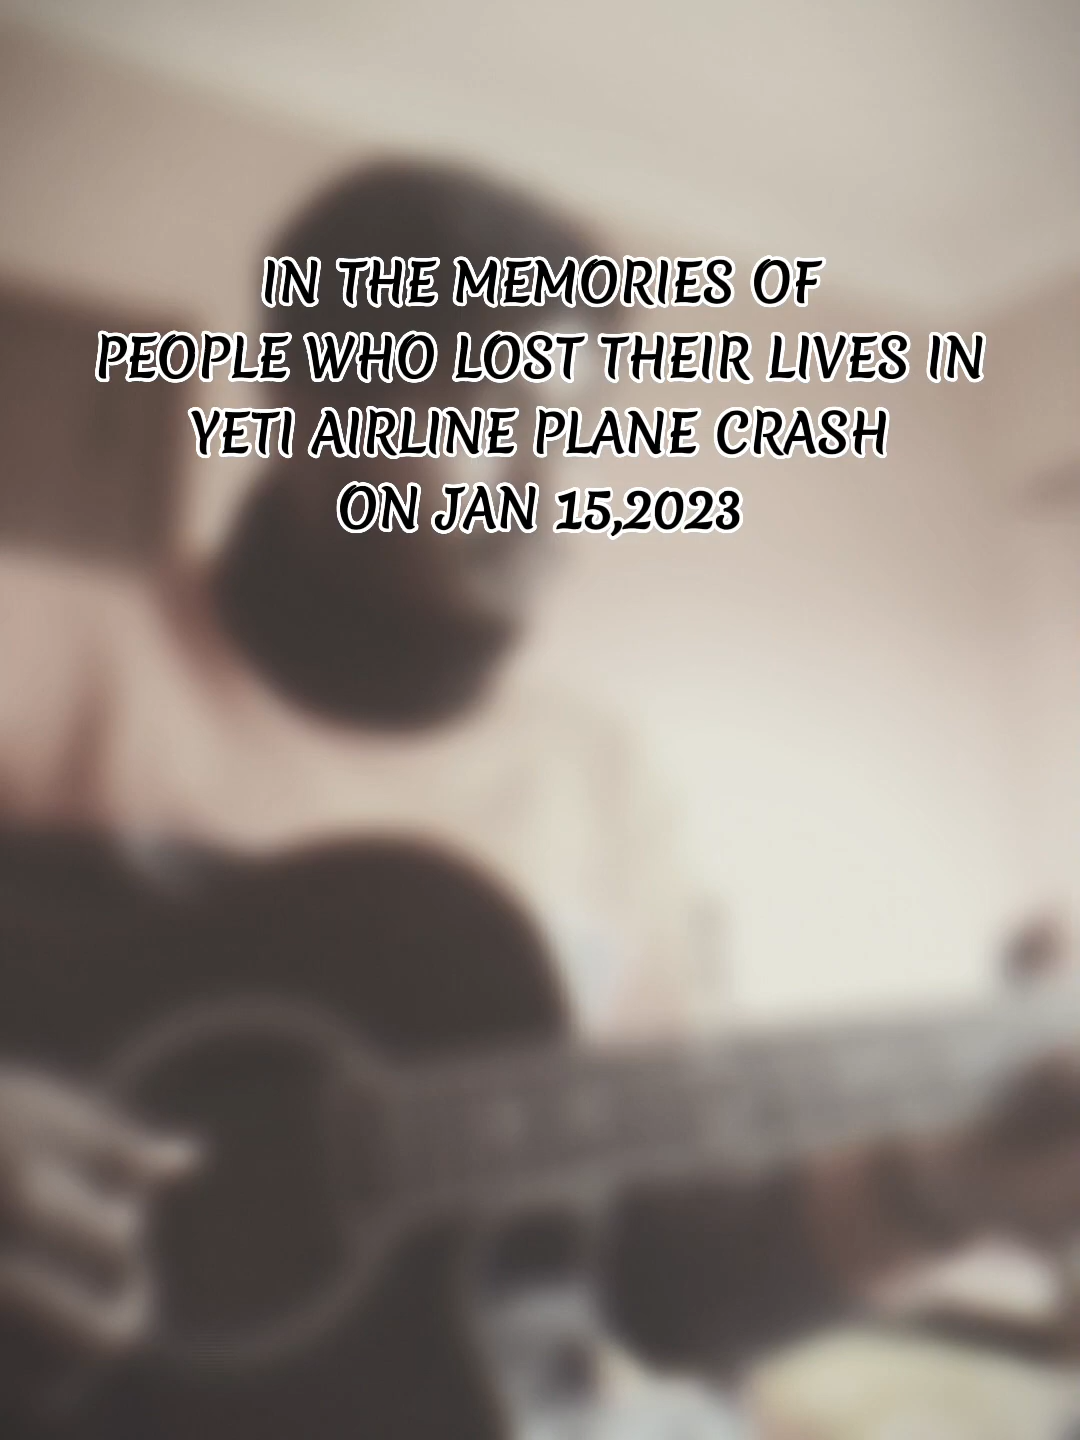 IN THE MEMORIES OF
PEOPLE WHO LOST THEIR LIVES IN
YETI AIRLINE PLANE CRASH
ON JAN 15,2023